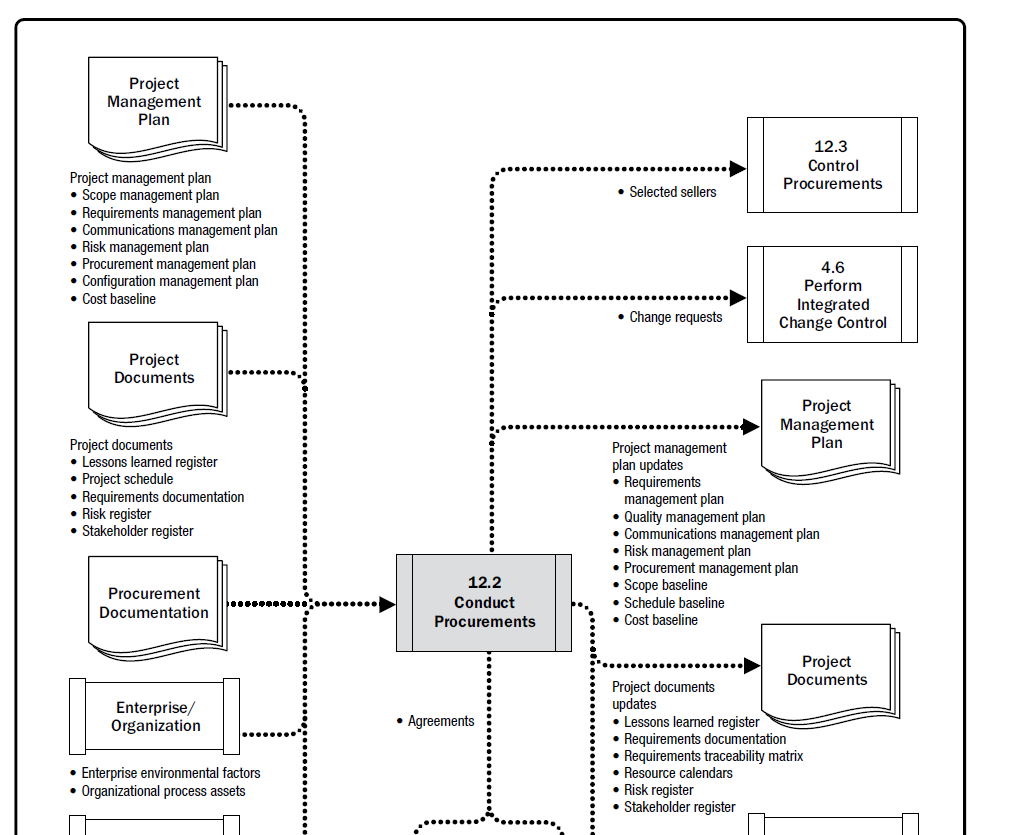 Project
Management
Plan
Project management plan
• Scope management plan
• Requirements management plan
• Communications management plan
• Risk management plan
• Procurement management plan
• Configuration management plan
• Cost baseline
Project
Documents
Project documents
• Lessons learned register
• Project schedule
• Requirements documentation
• Risk register
• Stakeholder register
Procurement
Documentation
Enterprise/
Organization
• Enterprise environmental factors
• Organizational process assets
12.2
Conduct
Procurements
• Agreements
12.3
Control
Procurements
• Selected sellers
4.6
Perform
Integrated
Change Control
• Change requests
Project
Management
Plan
Project management
plan updates
• Requirements
management plan
• Quality management plan
• Communications management plan
• Risk management plan
• Procurement management plan
• Scope baseline
• Schedule baseline
• Cost baseline
Project
Documents
Project documents
updates
• Lessons learned register
• Requirements documentation
• Requirements traceability matrix
• Resource calendars
• Risk register
• Stakeholder register